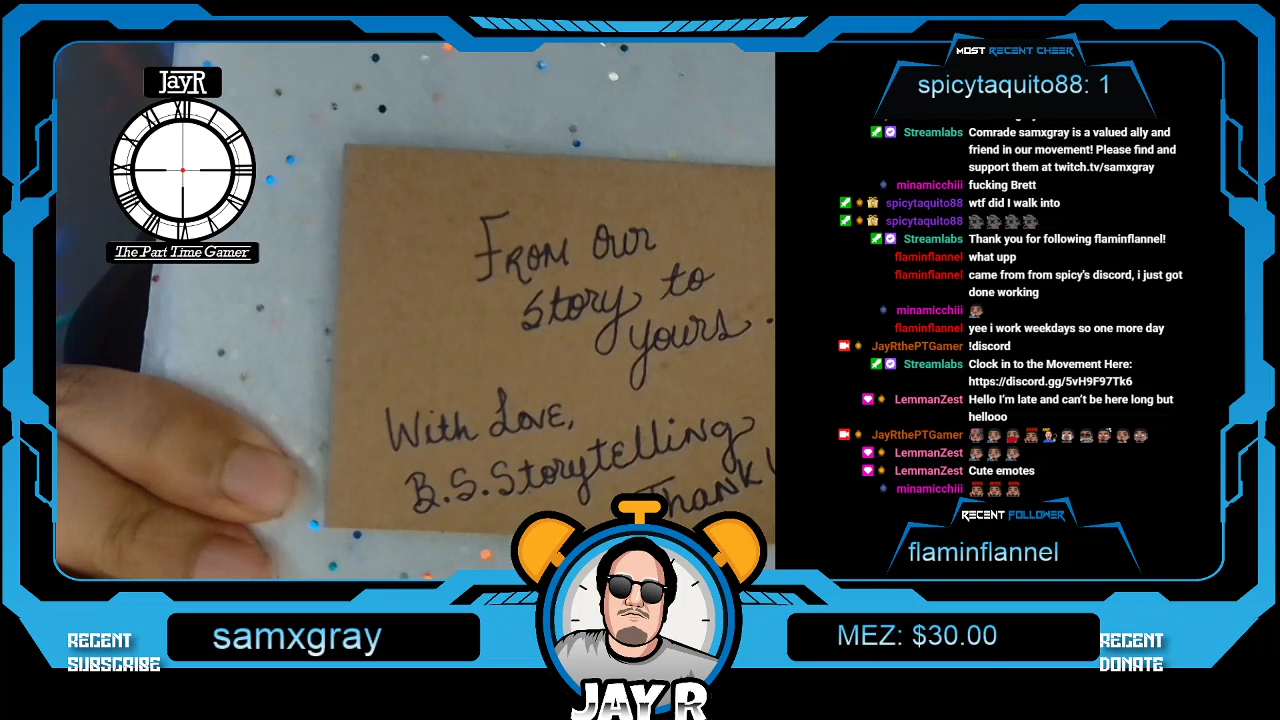 JayR
The Part Time Gamer
From Our
Story to
yours.
With Love,
B.S.Storytelling
Thank
MOST RECENT CHEER
spicytaquito88: 1
Streamlabs Comrade samxgray is a valued ally and
friend in our movement! Please find and
support them at twitch.tv/samxgray
minamicchiii fucking Brett
spicytaquito88 wtf did I walk into
spicytaquito88
Streamlabs Thank you for following flaminflannel!
flaminflannel what upp
flaminflannel came from from spicy's discord, i just got
done working
minamicchiii
flaminflannel yee i work weekdays so one more day
JayRthePTGamer !discord
Streamlabs Clock in to the Movement Here:
https://discord.gg/5vH9F97Tk6
LemmanZest Hello I'm late and can't be here long but
hellooo
JayRthePTGamer
LemmanZest
LemmanZest Cute emotes
minamicchiii
RECENT FOLLOWER
flaminflannel
RECENT
SUBSCRIBE
samxgray
JAY R
MEZ: $30.00
RECENT
DONATE